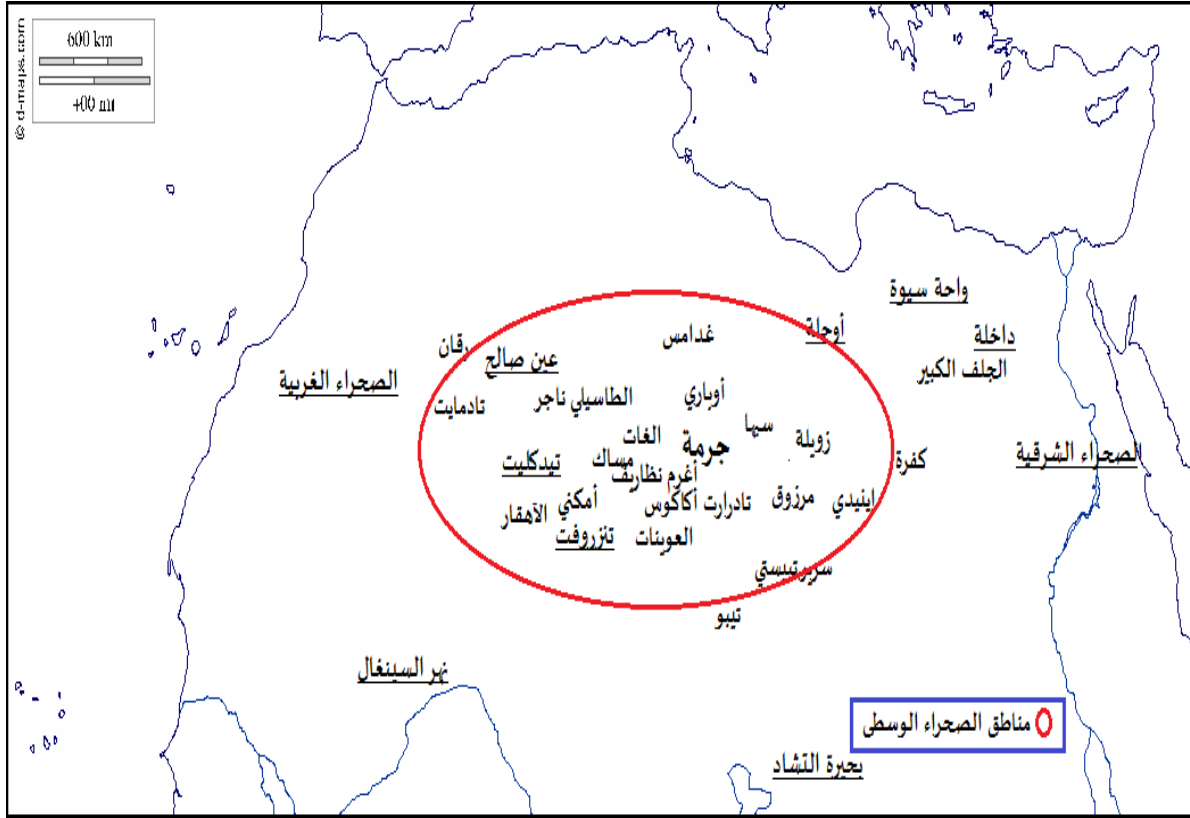 600 km
400 mi
© d-maps.com
واحة سيوة
أوجلة
غدامس
داخلة
رقان
عين صالح
الجلف الكبير
الصحراء الغربية
أوباري
الطاسيلي ناجر
تادمايت
سبها
الغات
جرمة
زويلة
الصحراء الشرقية
كفرة
مساك
تيدكليت
أغرم نظاريف
اينيدي
مرزوق
تادرارت أكاكوس
أمكني
الآهقار
العوينات
تنزروفت
سريرتيبستي
تيبو
نهر السينغال
مناطق الصحراء الوسطى
بحيرة التشاد